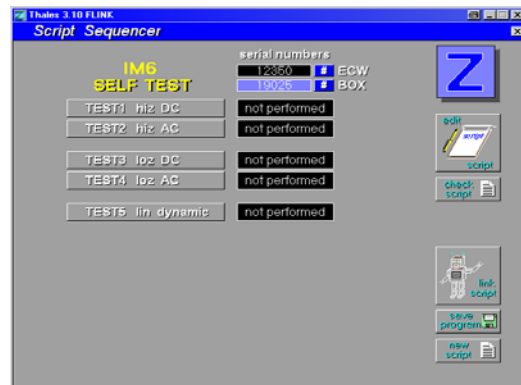 Thales 3.10 FLINK
Script Sequencer
serial numbers
IM6
SELF TEST
12350 # ECW
19025 # BOX
TEST1 hiz DC not performed
TEST2 hiz AC not performed
TEST3 loz DC not performed
TEST4 loz AC not performed
TEST5 lin dynamic not performed
Z
edit
script
script
check
script
link
script
save
program
new
script